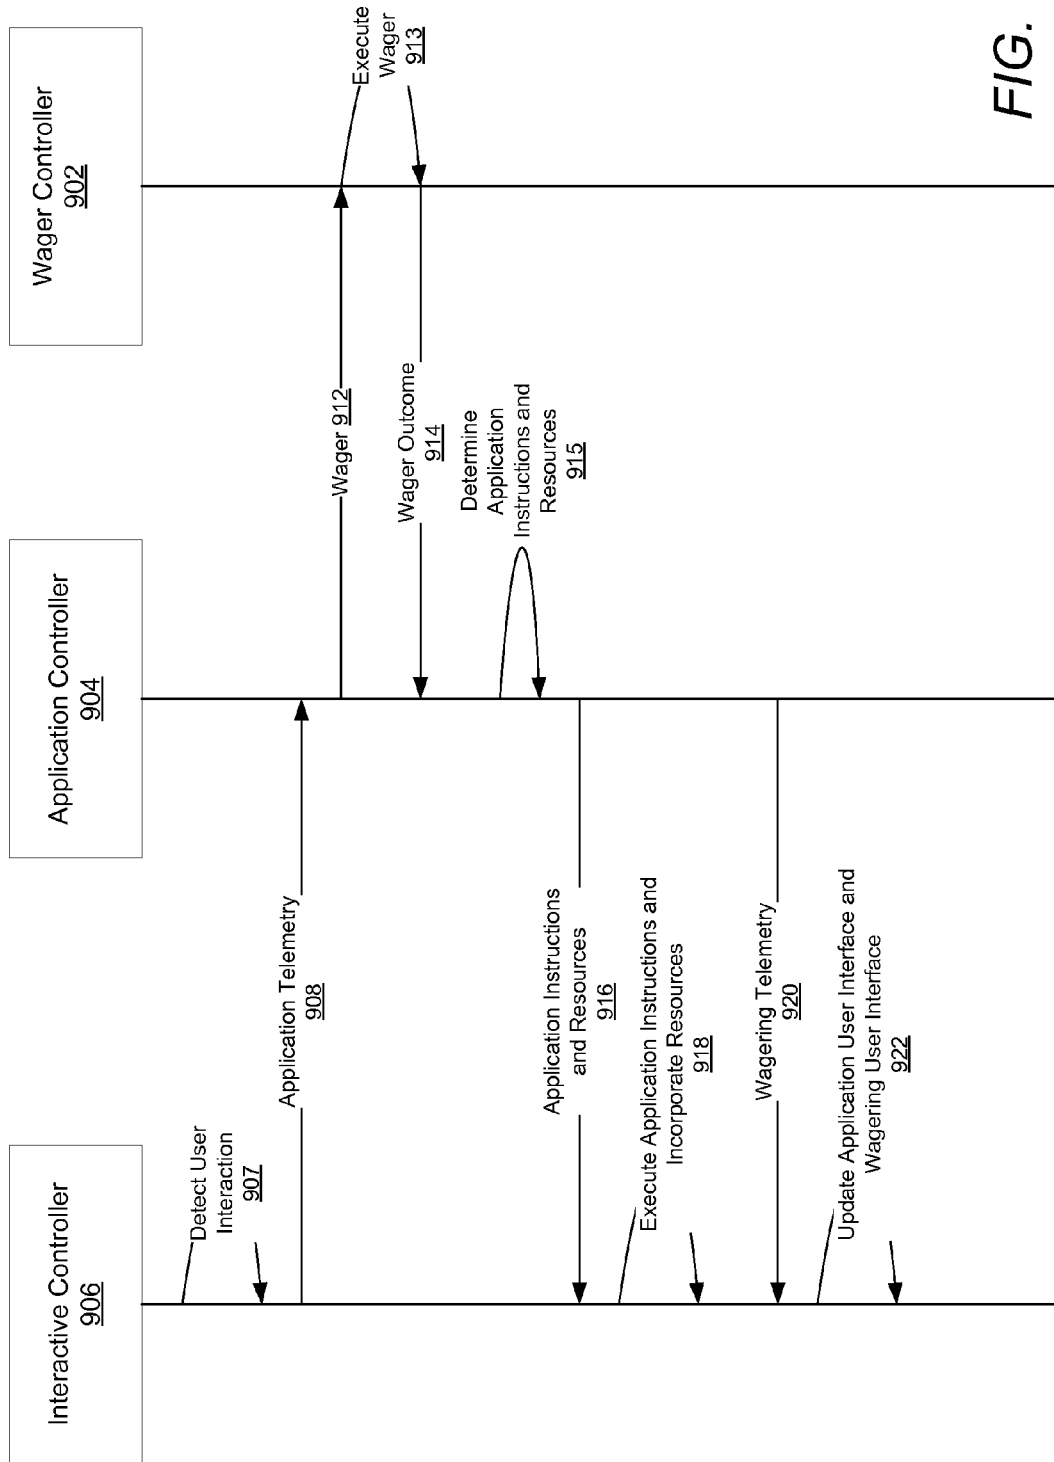 Interactive Controller
906
Application Controller
904
Wager Controller
902
Detect User
Interaction
907
Application Telemetry
908
Wager 912
Execute
Wager
913
Wager Outcome
914
Determine
Application
Instructions and
Resources
915
Application Instructions
and Resources
916
Execute Application Instructions and
Incorporate Resources
918
Wagering Telemetry
920
Update Application User Interface and
Wagering User Interface
922
FIG.